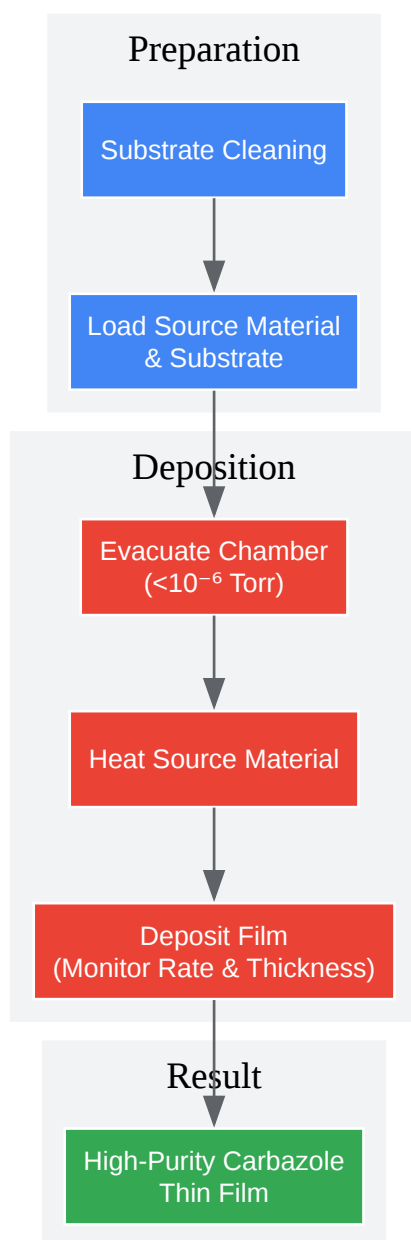 Preparation
Substrate Cleaning
Load Source Material
& Substrate
Deposition
Evacuate Chamber
(<10⁻⁶ Torr)
Heat Source Material
Deposit Film
(Monitor Rate & Thickness)
Result
High-Purity Carbazole
Thin Film